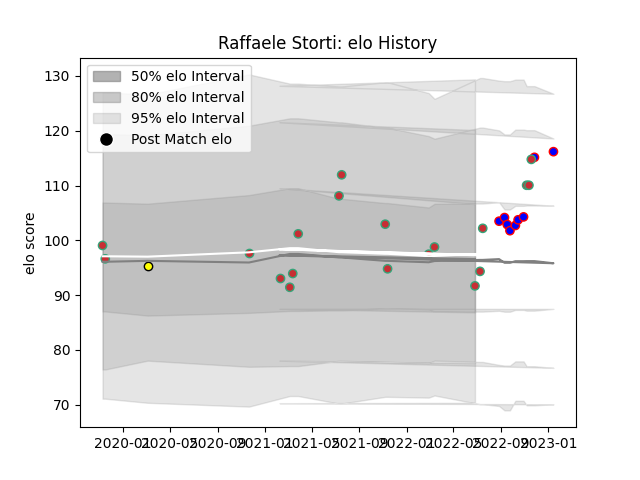 Raffaele Storti: elo History
130
120
110
100
90
80
70
elo score
50% elo Interval
80% elo Interval
95% elo Interval
Post Match elo
2020-01 2020-05 2020-09 2021-01 2021-05 2021-09 2022-01 2022-05 2022-09 2023-01